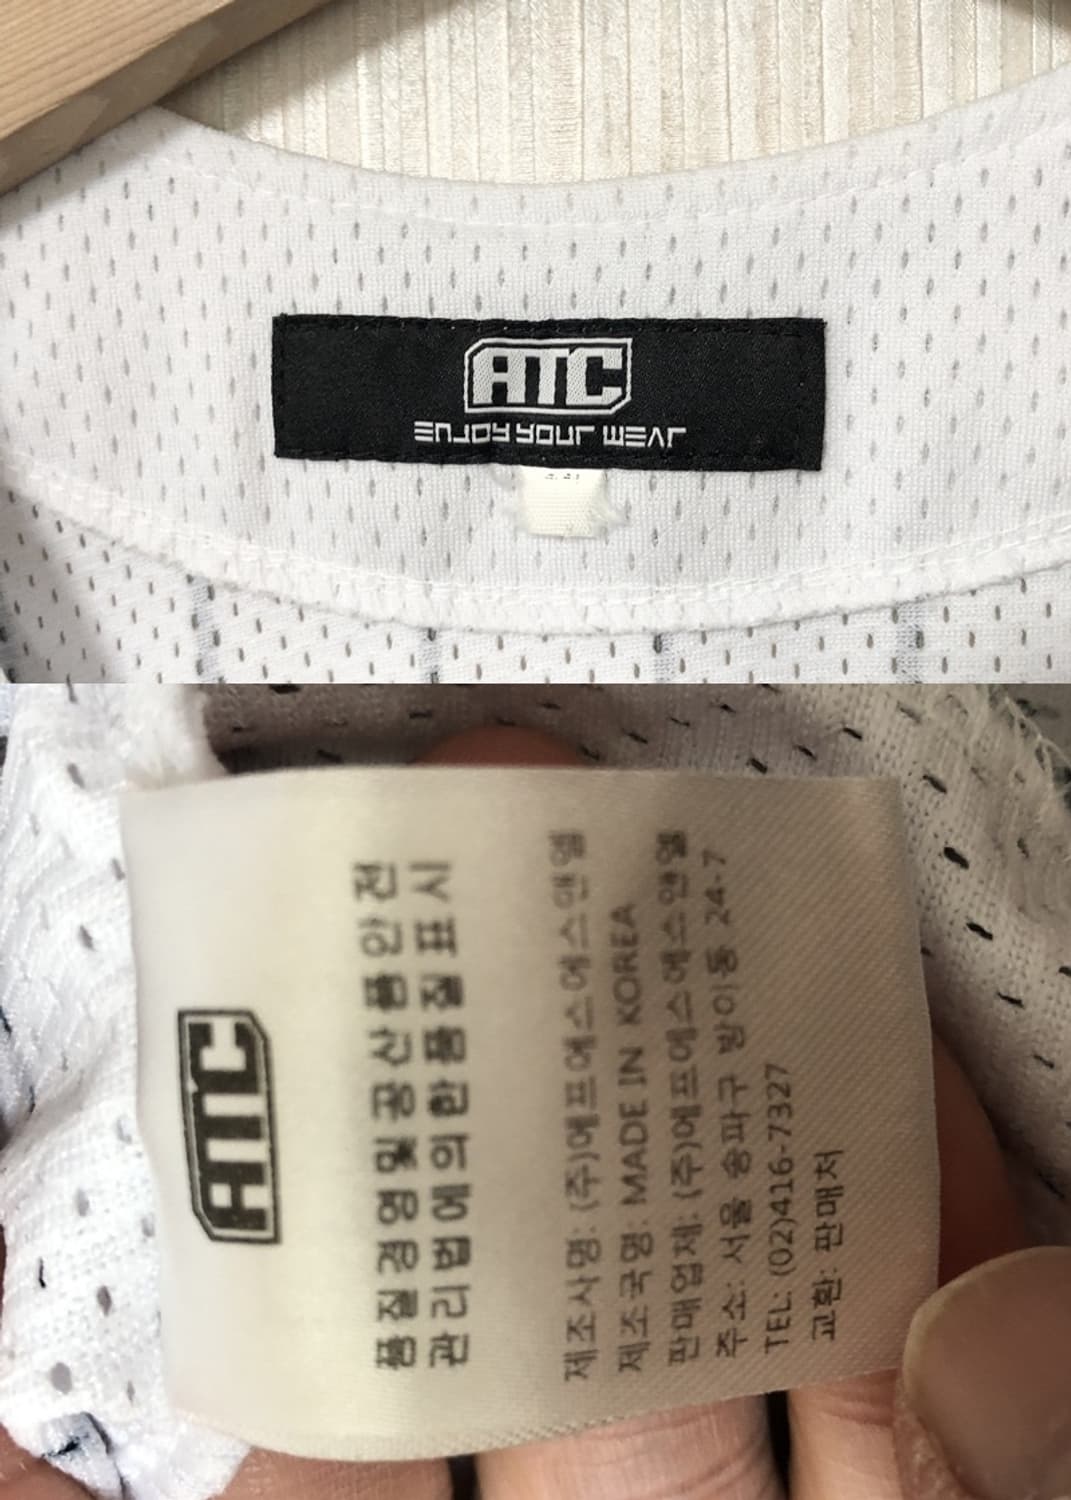 ATC
ENJOY YOUR WEAR
ATC
품질경영 및 공산품안전
관리법에 의한 품질표시
제조사명: (주)에프에스에스앤엘
제조국명: MADE IN KOREA
판매업체: (주)에프에스에스앤엘
주소: 서울 송파구 방이동 24-7
TEL: (02)416-7327
교환: 판매처